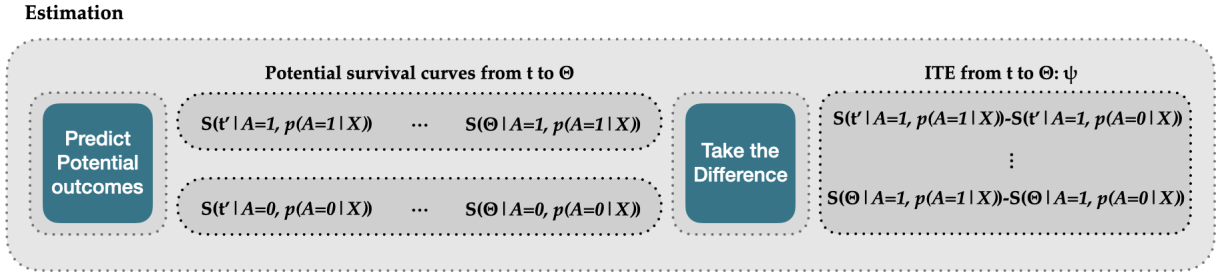 Estimation
Potential survival curves from t to Θ
ITE from t to Θ: ψ
Predict
Potential
outcomes
S(t' | A=1, p(A=1 | X)) ... S(Θ | A=1, p(A=1 | X))
S(t' | A=0, p(A=0 | X)) ... S(Θ | A=0, p(A=0 | X))
Take the
Difference
S(t' | A=1, p(A=1 | X))-S(t' | A=1, p(A=0 | X))
⋮
S(Θ | A=1, p(A=1 | X))-S(Θ | A=1, p(A=0 | X))